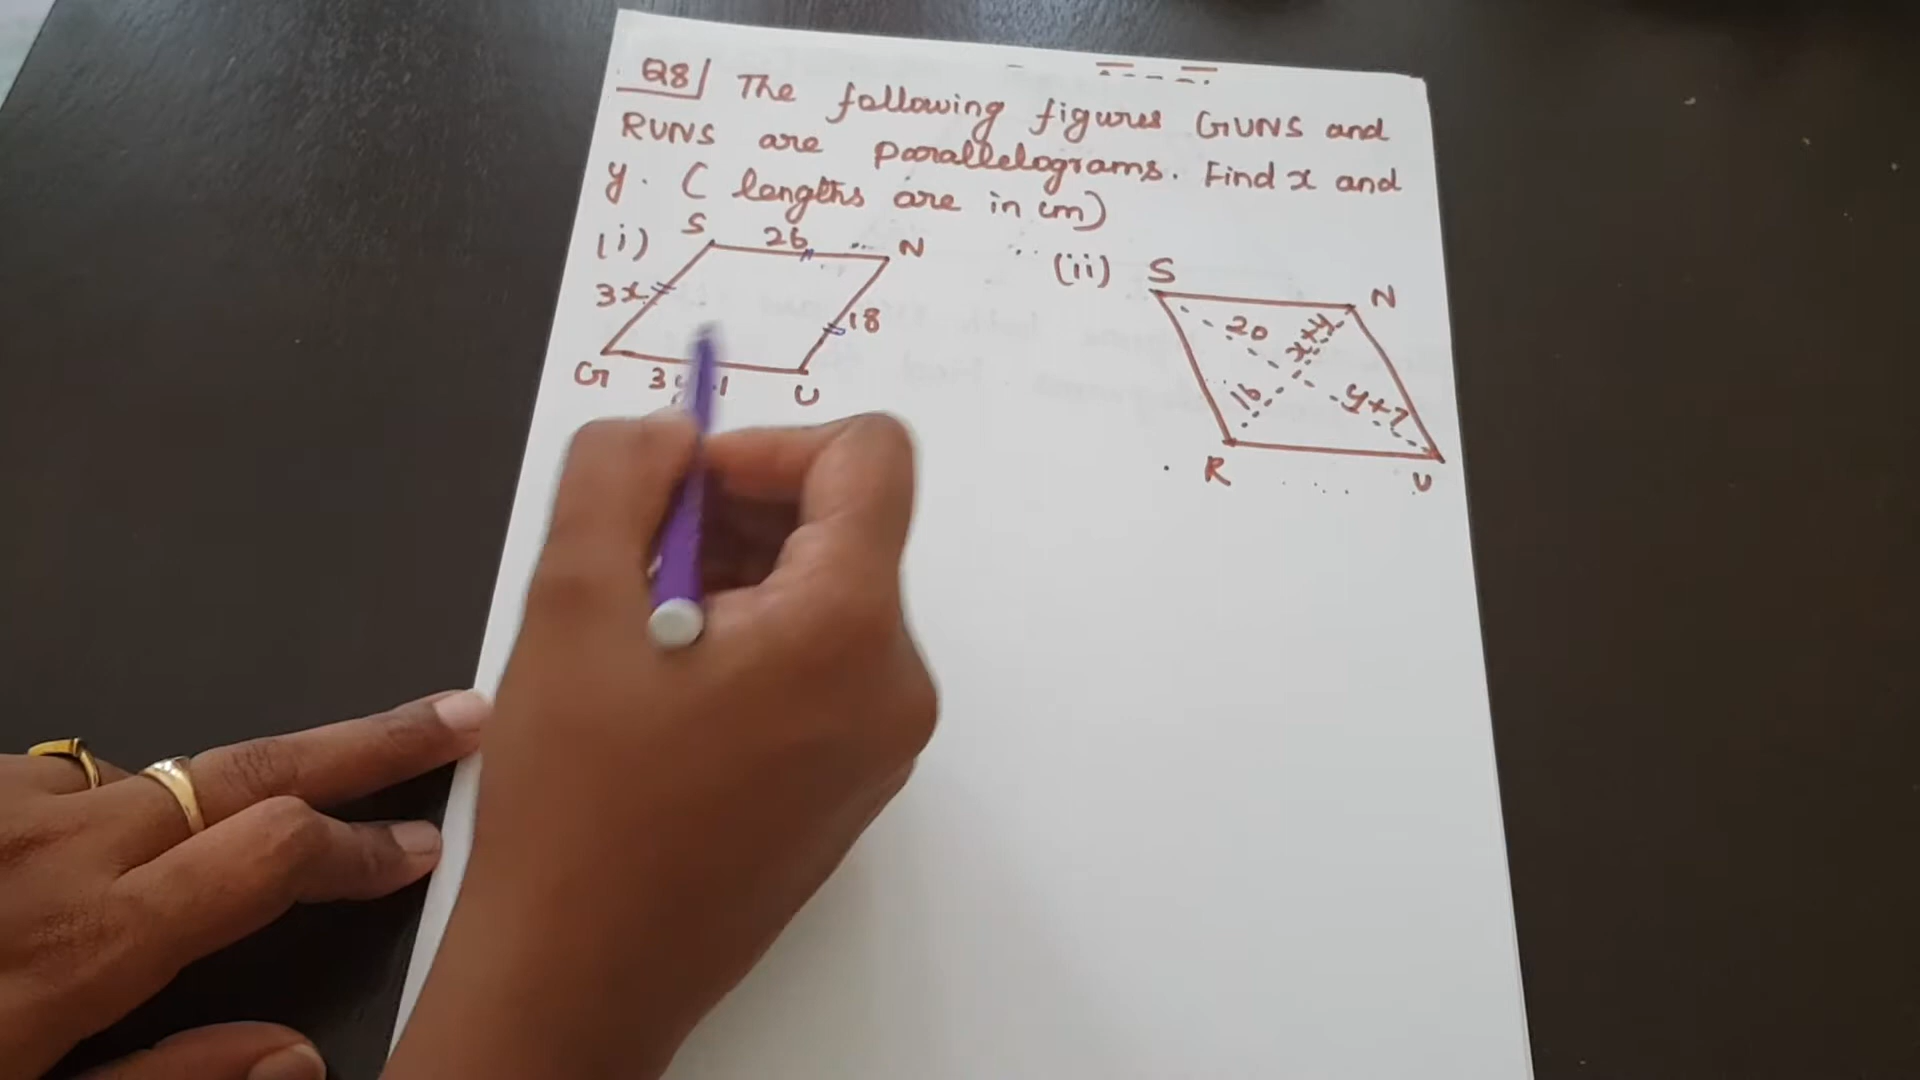 Q8 The following figures GUNS and
RUNS are parallelograms. Find x and
y. ( lengths are in cm)
(i) S 26 N
3x
18
G U
(ii) S N
20 x+y
16 y+7
R U